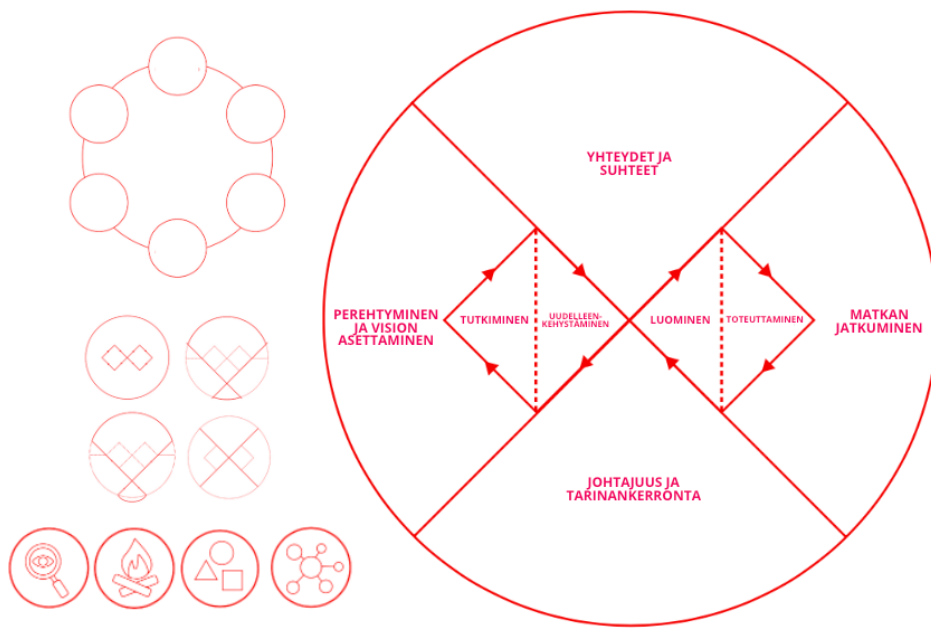 YHTEYDET JA
SUHTEET
PEREHTYMINEN
JA VISION
ASETTAMINEN
TUTKIMINEN
UUDELLEEN-
KEHYSTÄMINEN
LUOMINEN
TOTEUTTAMINEN
MATKAN
JATKUMINEN
JOHTAJUUS JA
TARINANKERRONTA